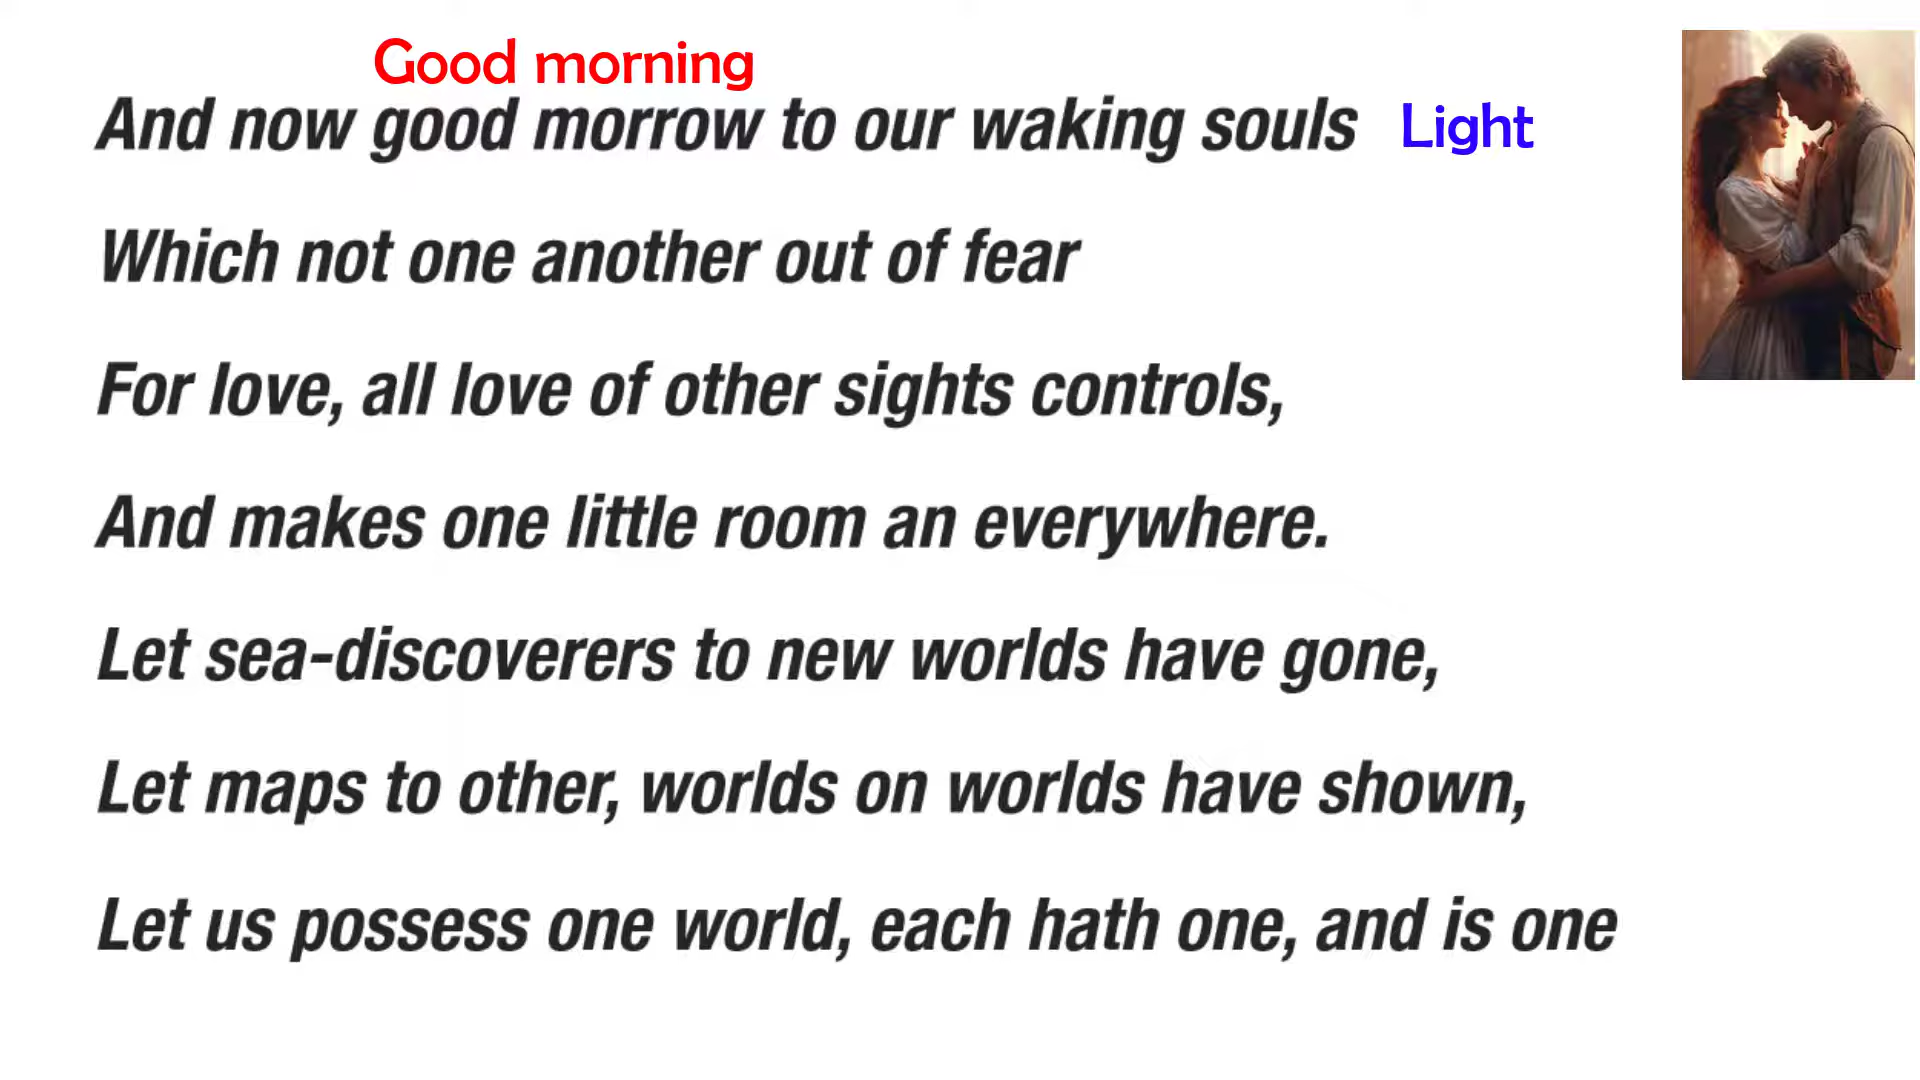 Good morning
And now good morrow to our waking souls Light
Which not one another out of fear
For love, all love of other sights controls,
And makes one little room an everywhere.
Let sea-discoverers to new worlds have gone,
Let maps to other, worlds on worlds have shown,
Let us possess one world, each hath one, and is one